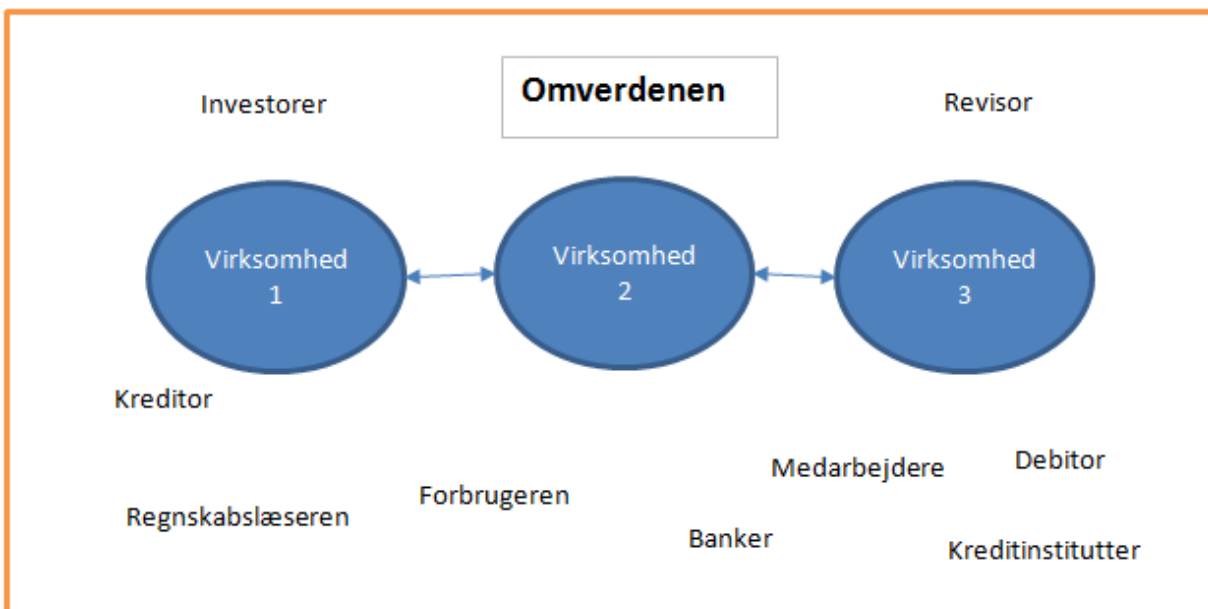 Omverdenen
Investorer
Revisor
Virksomhed
1
Virksomhed
2
Virksomhed
3
Kreditor
Medarbejdere
Debitor
Forbrugeren
Regnskabslæseren
Banker
Kreditinstitutter